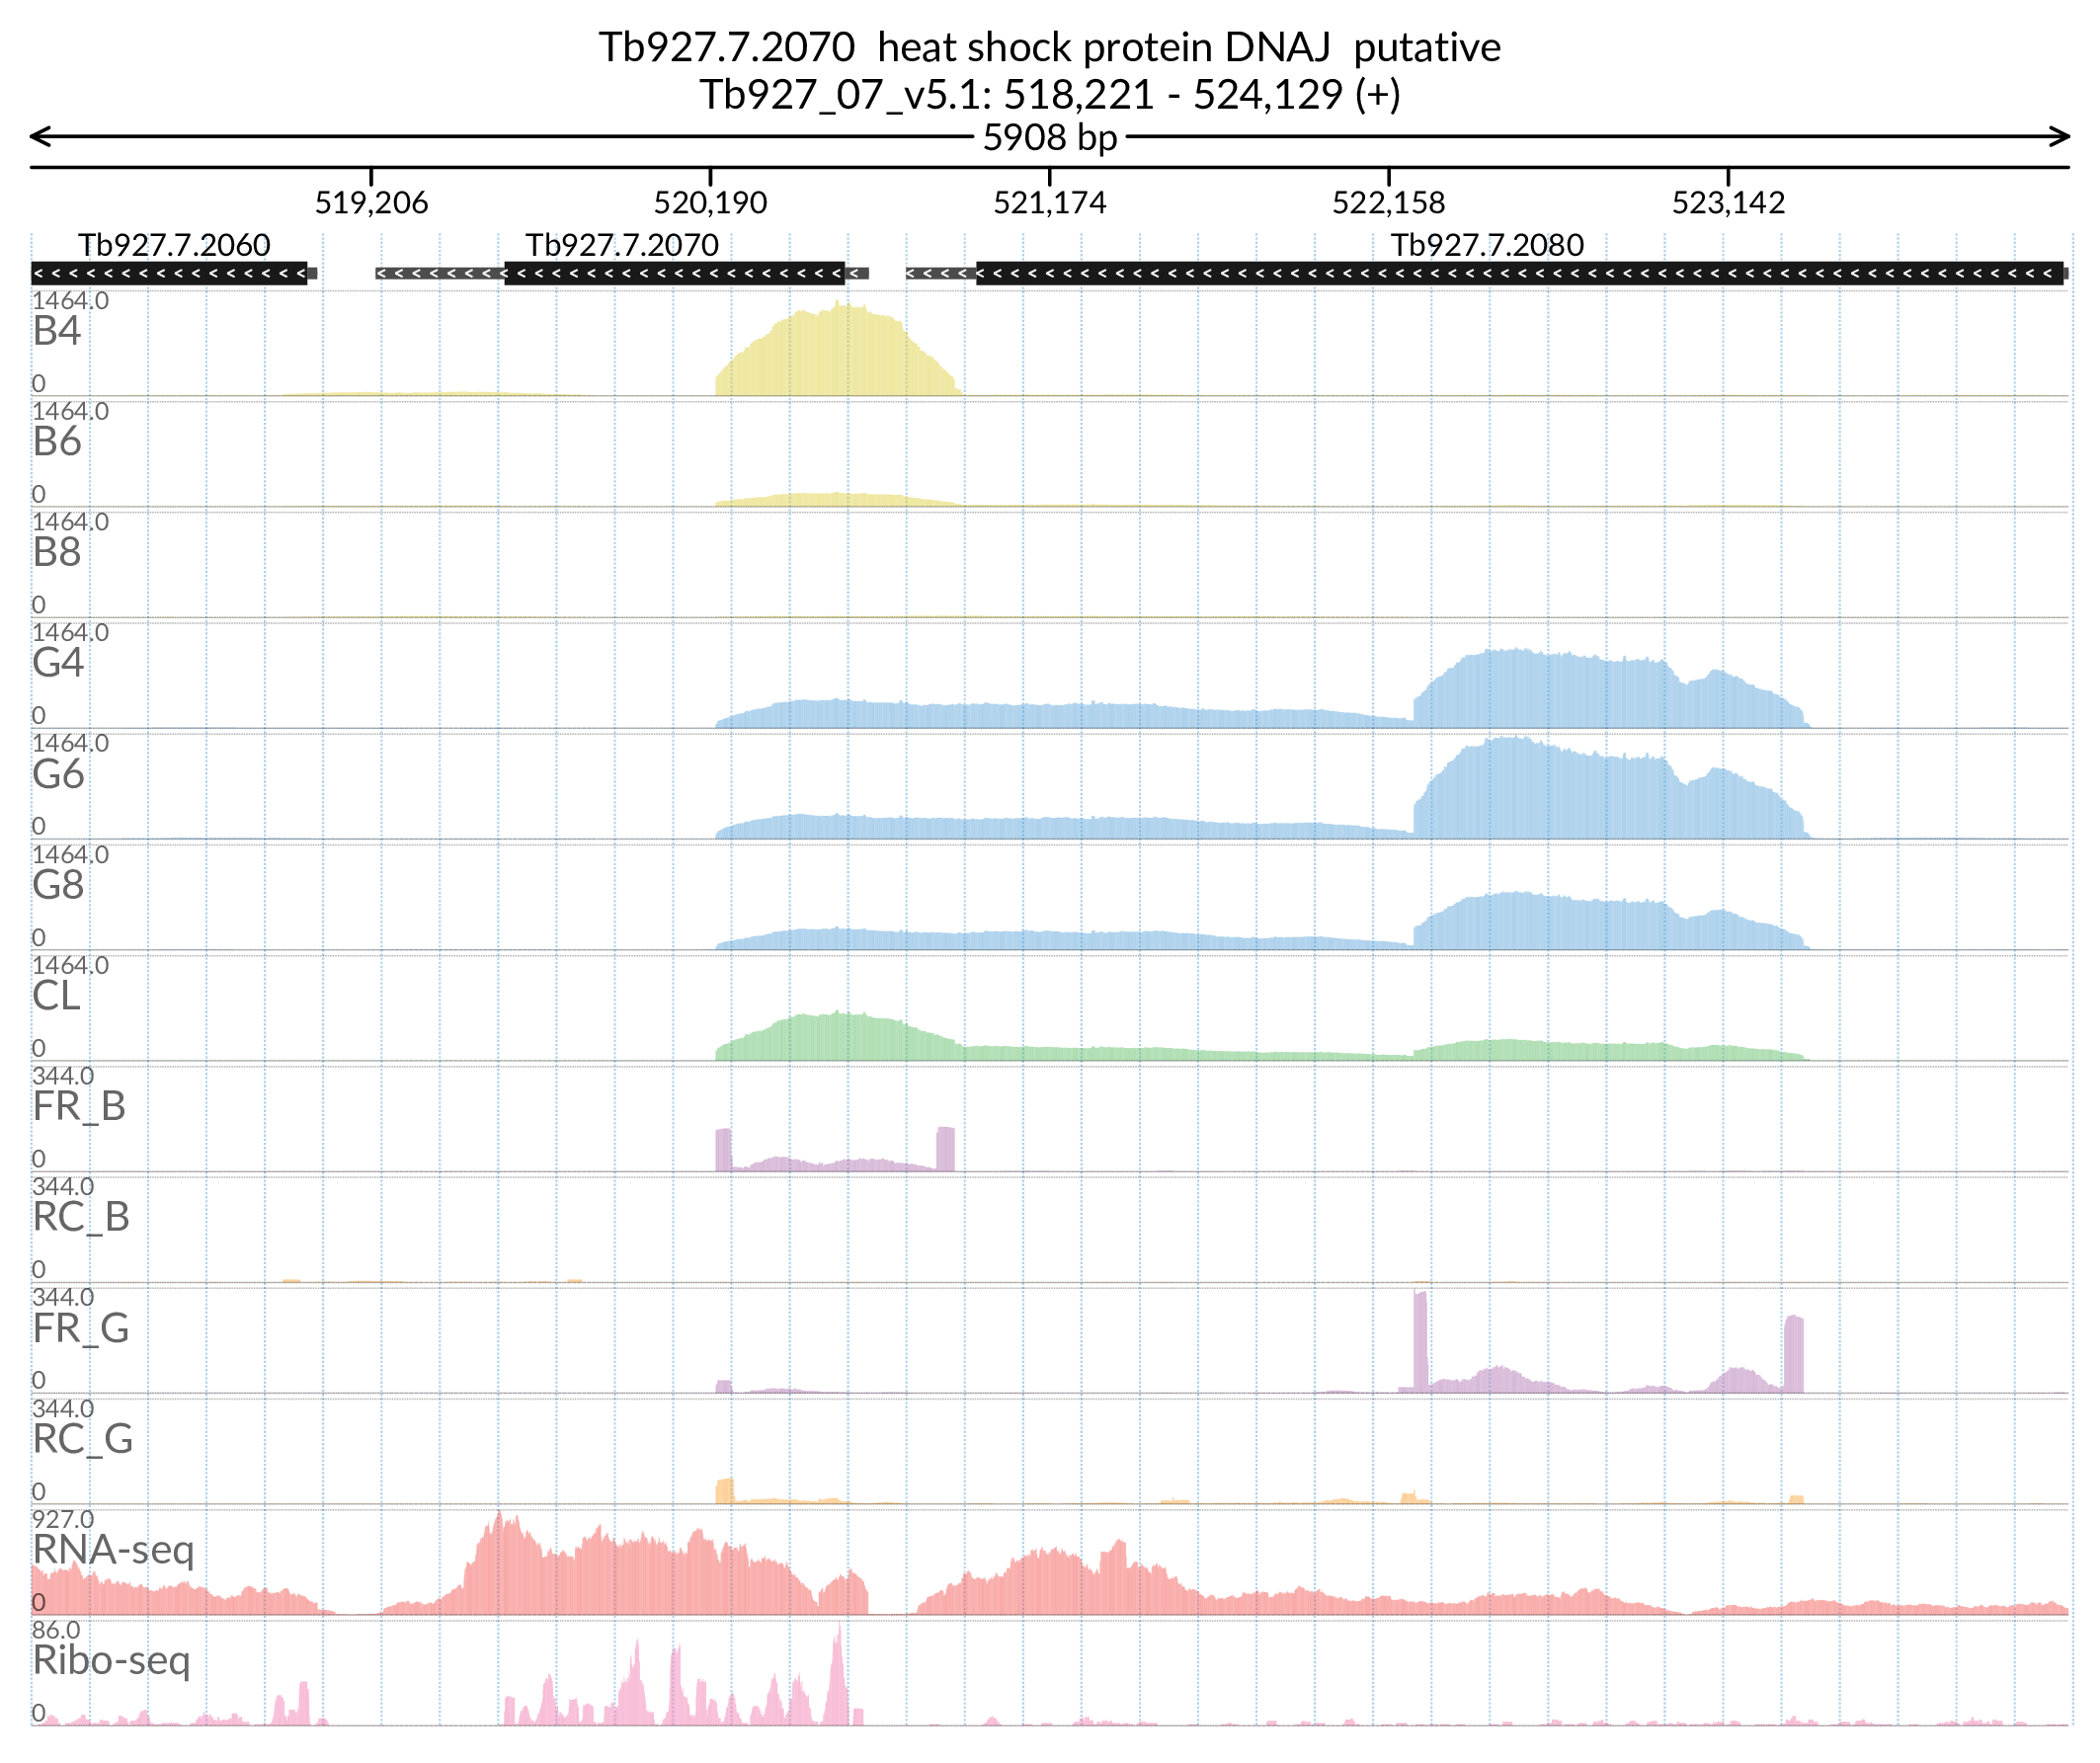 Tb927.7.2070 heat shock protein DNAJ putative
Tb927_07_v5.1: 518,221 - 524,129 (+)
5908 bp
519,206 520,190 521,174 522,158 523,142
Tb927.7.2060 Tb927.7.2070 Tb927.7.2080
1464.0
B4
0
1464.0
B6
0
1464.0
B8
0
1464.0
G4
0
1464.0
G6
0
1464.0
G8
0
1464.0
CL
0
344.0
FR_B
0
344.0
RC_B
0
344.0
FR_G
0
344.0
RC_G
0
927.0
RNA-seq
0
86.0
Ribo-seq
0